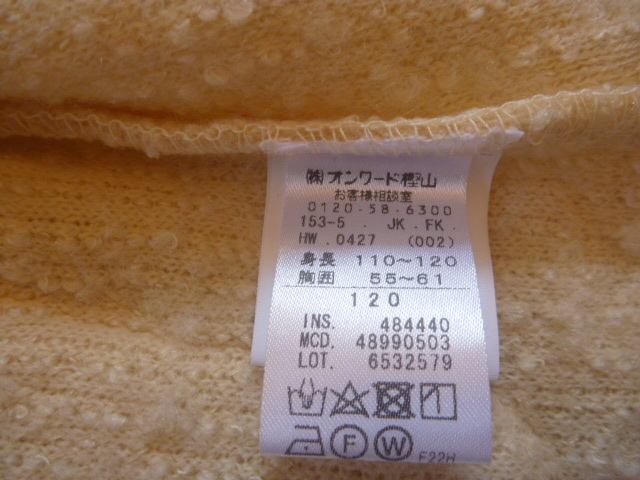 ㈱オンワード樫山
お客様相談室
0120-58-6300
153-5 . JK . FK .
HW .0427 (002)
身長 110～120
胸囲 55～61
120
INS. 484440
MCD. 48990503
LOT. 6532579
F W
F22H